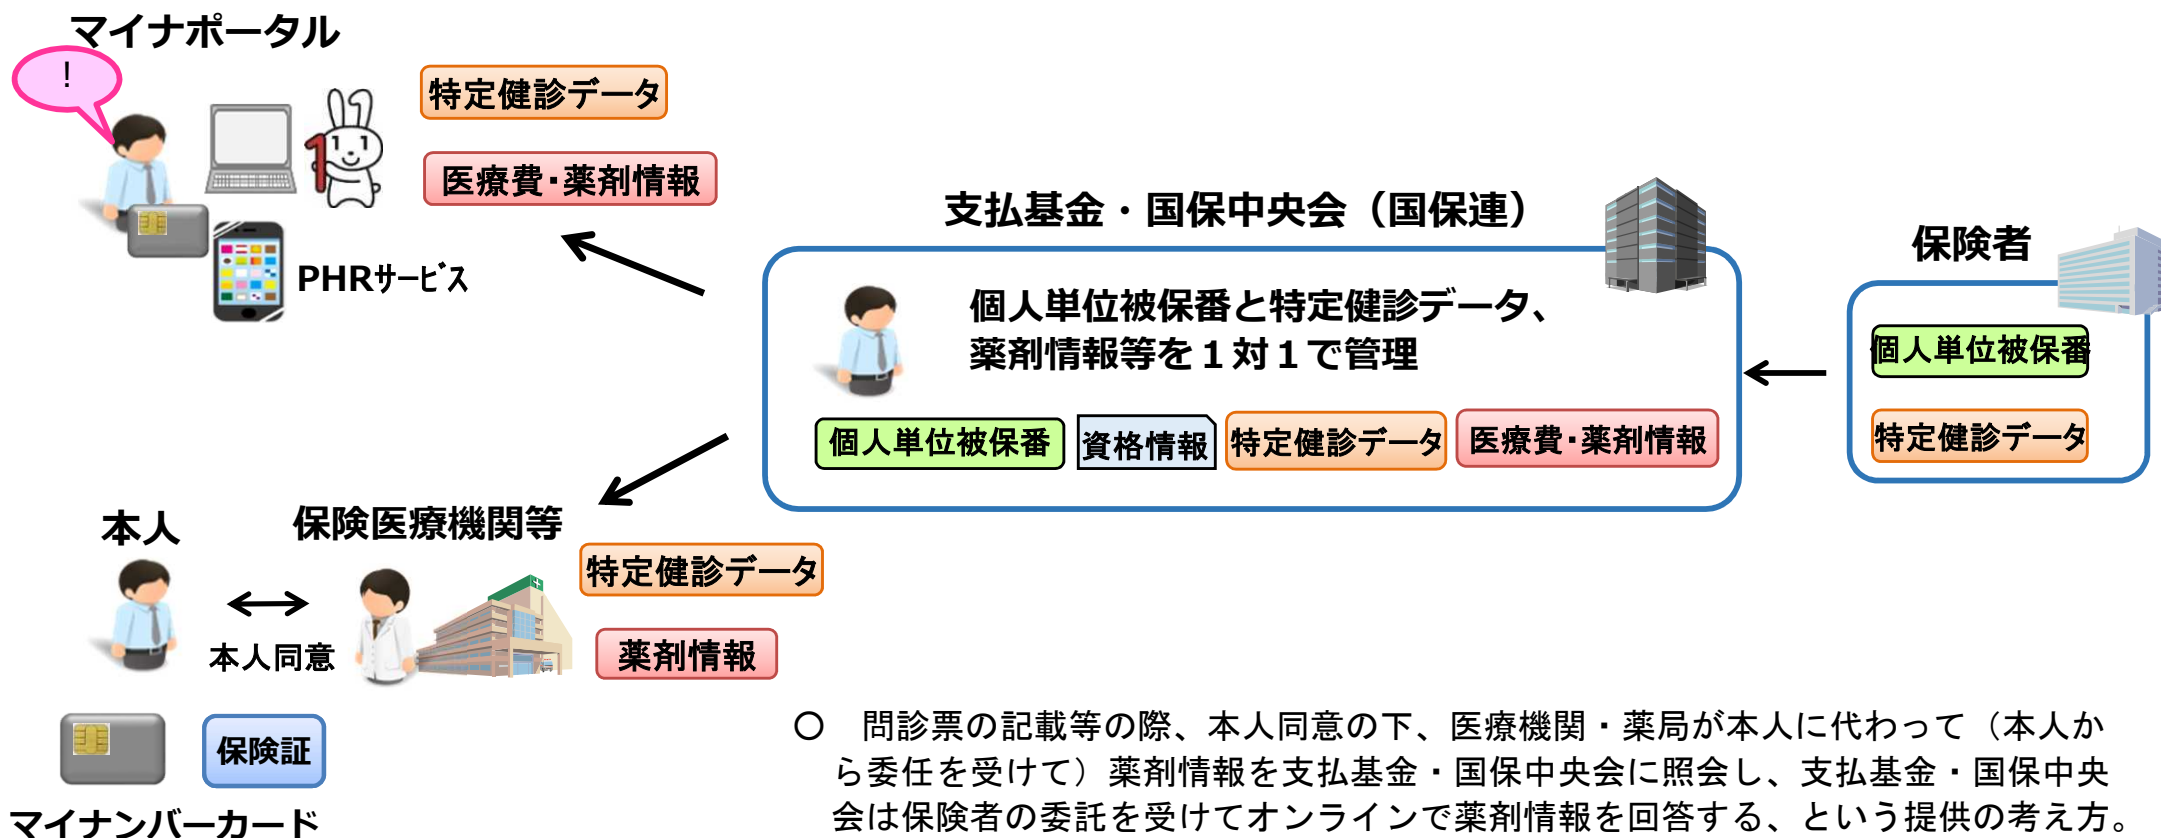 マイナポータル
！
特定健診データ
医療費・薬剤情報
PHRサービス
支払基金・国保中央会（国保連）
個人単位被保番と特定健診データ、
薬剤情報等を１対１で管理
個人単位被保番
資格情報
特定健診データ
医療費・薬剤情報
保険者
個人単位被保番
特定健診データ
本人
保険医療機関等
本人同意
特定健診データ
薬剤情報
保険証
マイナンバーカード
○　問診票の記載等の際、本人同意の下、医療機関・薬局が本人に代わって（本人か
ら委任を受けて）薬剤情報を支払基金・国保中央会に照会し、支払基金・国保中央
会は保険者の委託を受けてオンラインで薬剤情報を回答する、という提供の考え方。